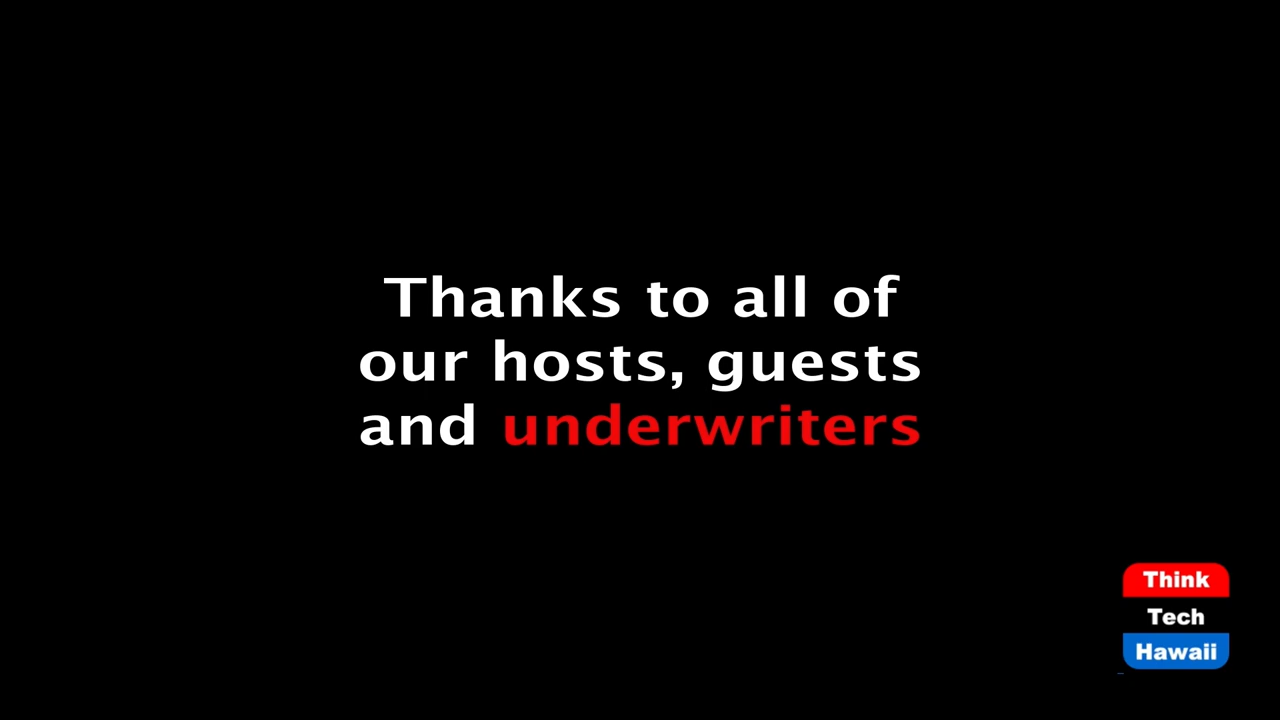 Thanks to all of
our hosts, guests
and underwriters
Think
Tech
Hawaii